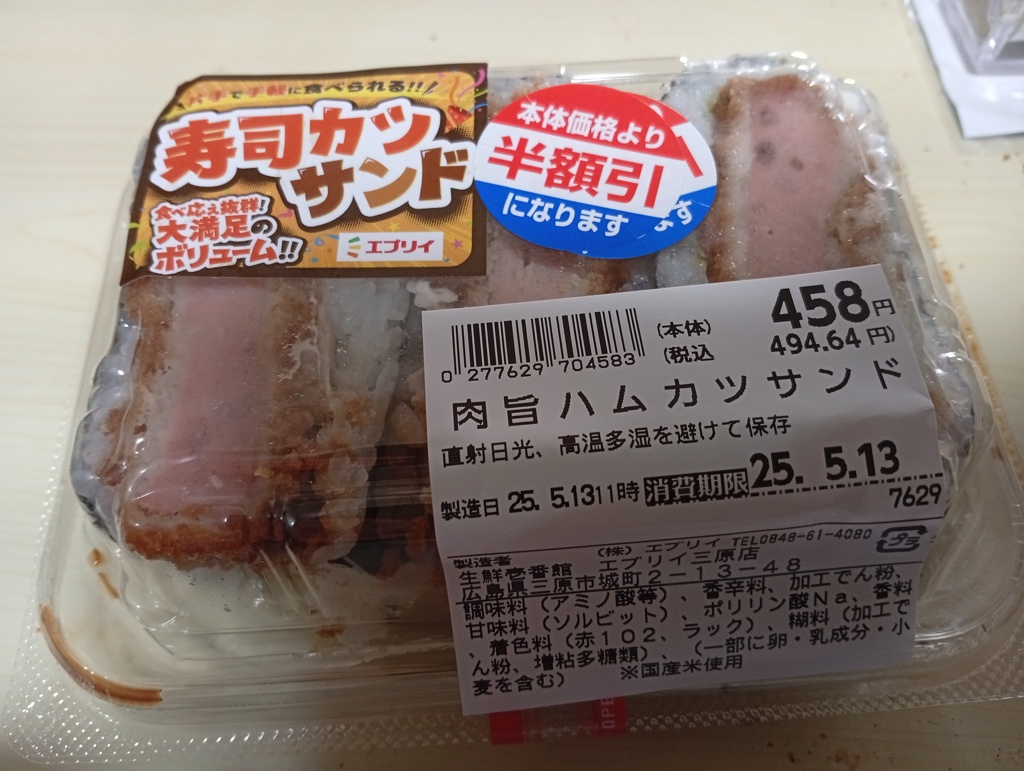 片手で手軽に食べられる!!
寿司カツ
サンド
食べ応え抜群!
大満足の
ボリューム!!
エブリイ
本体価格より
半額引
になります
す
458円
(本体)
(税込 494.64円)
0 277629 704583
肉旨ハムカツサンド
直射日光、高温多湿を避けて保存
製造日 25. 5.13 11時 消費期限 25. 5.13
7629
プラ
製造者 (株) エブリイ TEL0848-61-4080
生鮮壱番館 エブリイ三原店
広島県三原市城町2-13-48
調味料(アミノ酸等)、香辛料、加工でん粉、
甘味料(ソルビット)、ポリリン酸Na、香料
、着色料(赤102、ラック)、糊料(加工で
ん粉、増粘多糖類)、(一部に卵・乳成分・小
麦を含む) ※国産米使用
OPE